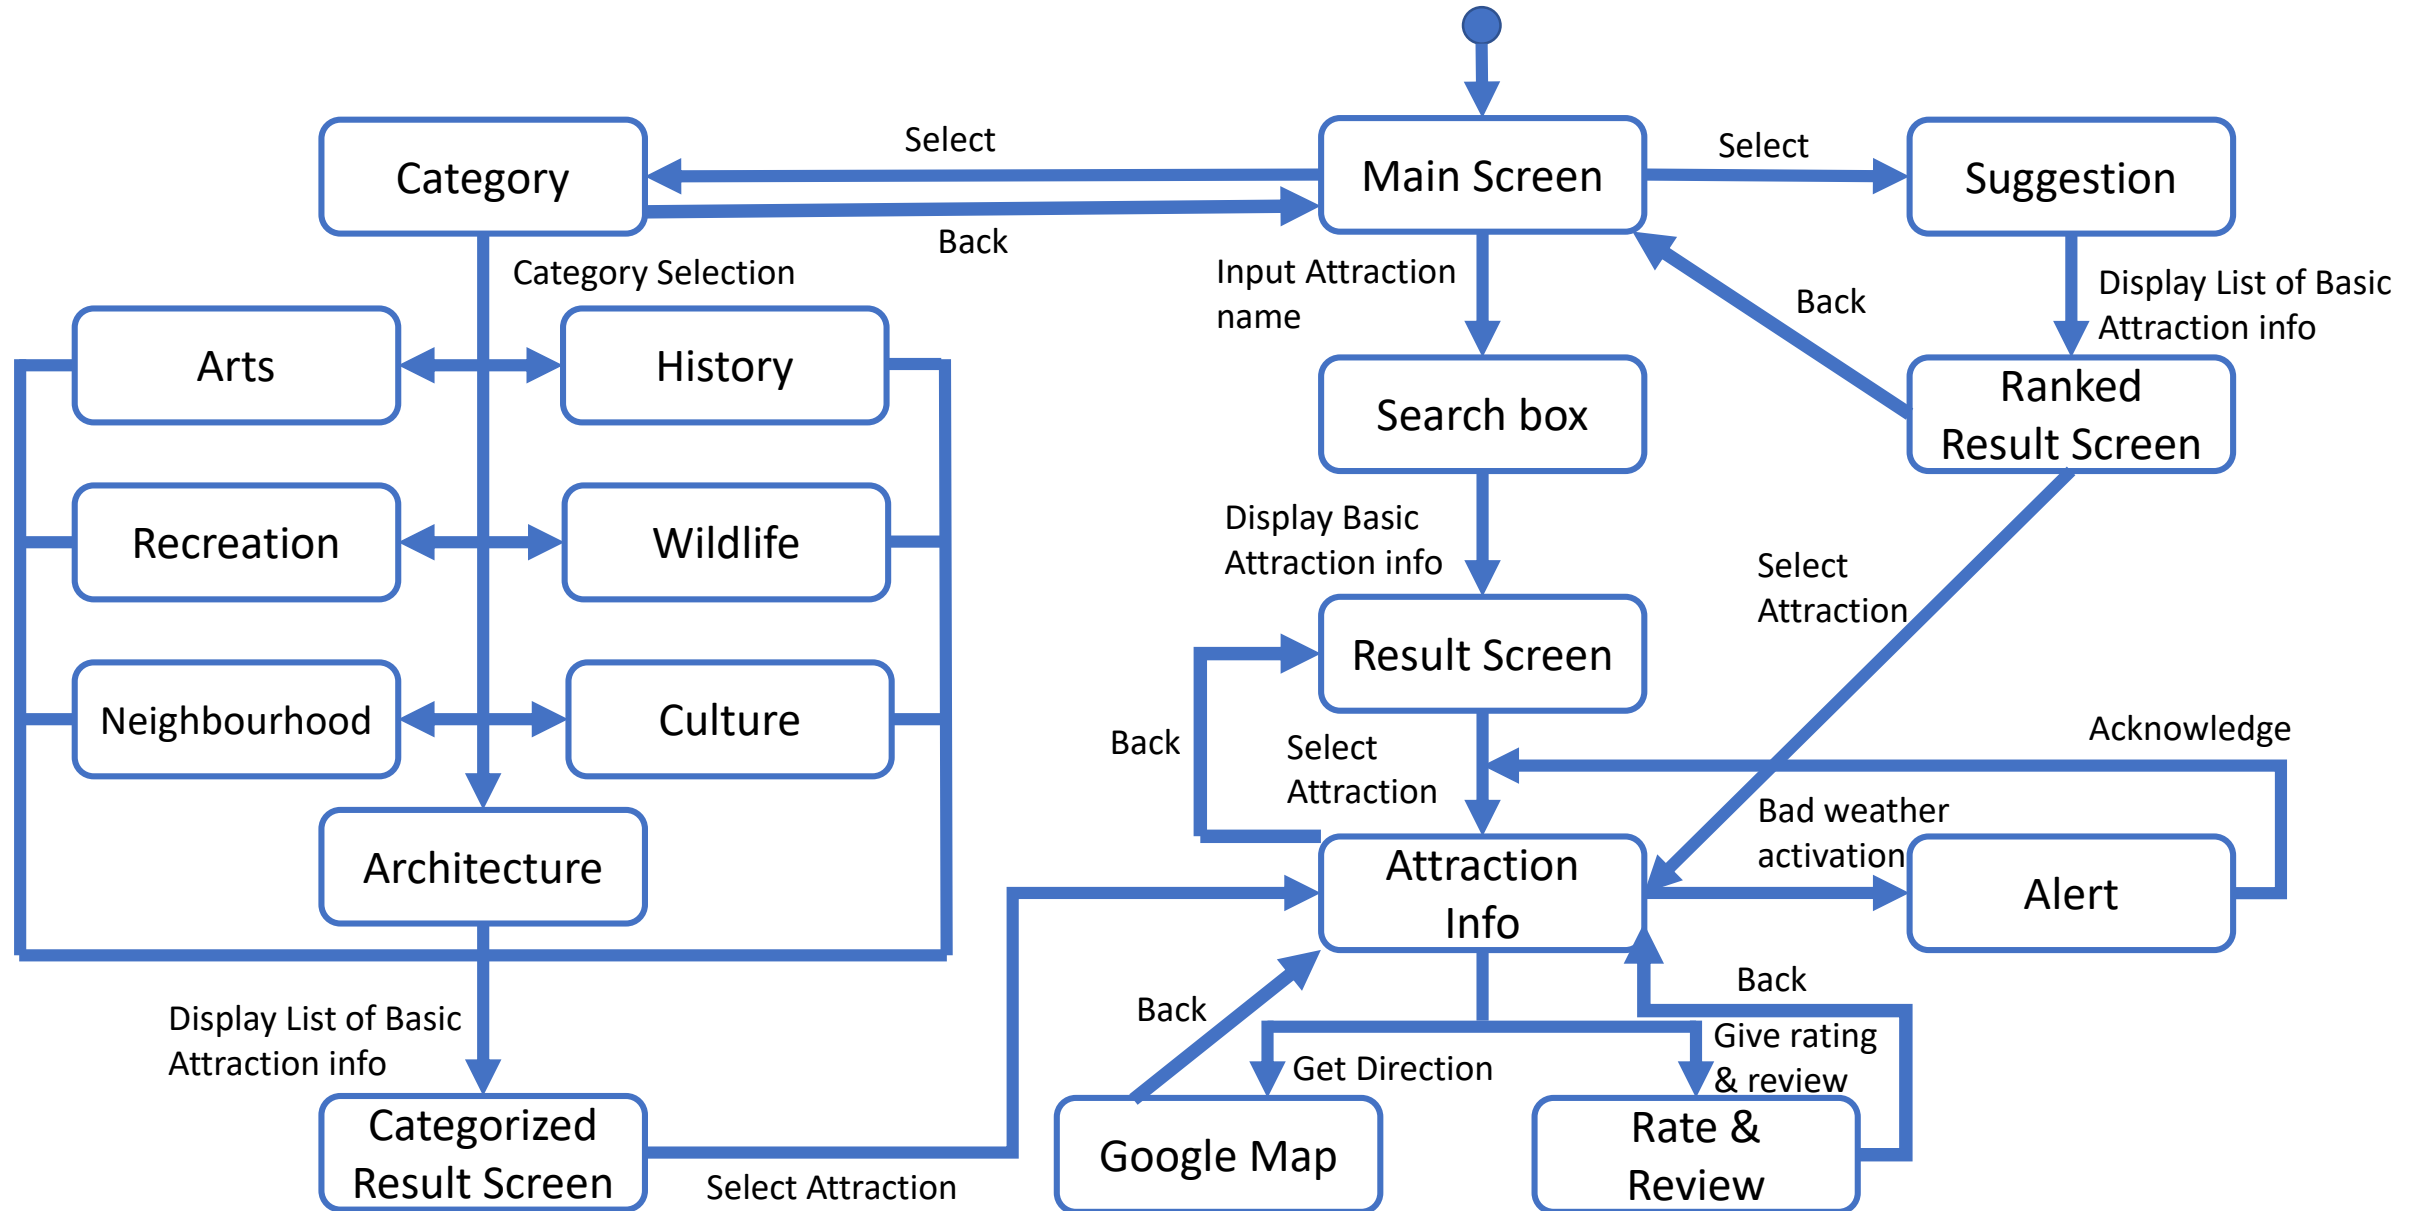 Select
Select
Category
Main Screen
Suggestion
Back
Category Selection
Input Attraction
name
Back
Display List of Basic
Attraction info
Arts
History
Search box
Ranked
Result Screen
Recreation
Wildlife
Display Basic
Attraction info
Select
Attraction
Result Screen
Neighbourhood
Culture
Back
Select
Attraction
Acknowledge
Bad weather
activation
Architecture
Attraction
Info
Alert
Display List of Basic
Attraction info
Back
Back
Get Direction
Give rating
& review
Categorized
Result Screen
Select Attraction
Google Map
Rate &
Review